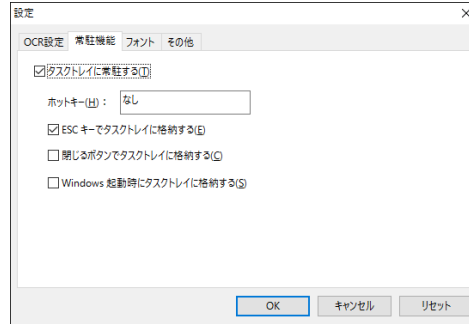 設定
OCR設定 常駐機能 フォント その他
タスクトレイに常駐する(T)
ホットキー(H)： なし
ESC キーでタスクトレイに格納する(E)
閉じるボタンでタスクトレイに格納する(C)
Windows 起動時にタスクトレイに格納する(S)
OK キャンセル リセット